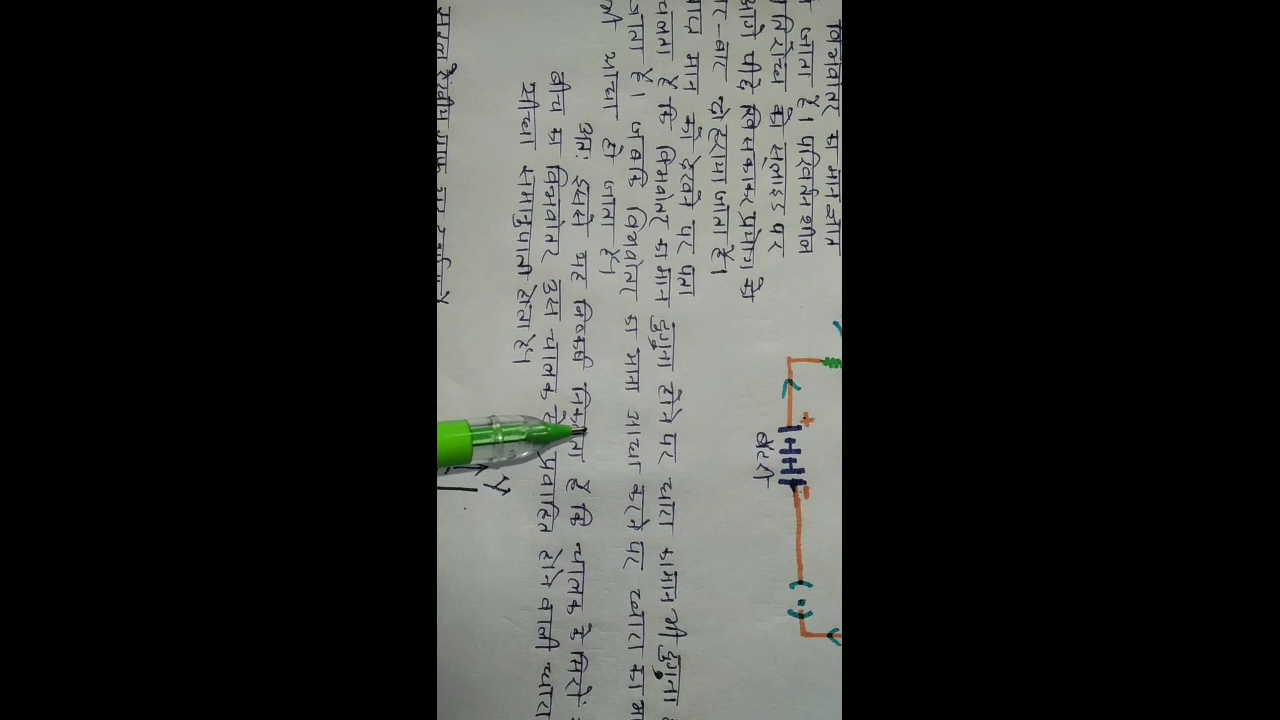 विभवांतर का मान ज्ञात
जाता है। परिवर्तनशील
प्रतिरोध की स्लाइड पर
आगे पीछे खिसकाकर प्रयोग को
बार-बार दोहराया जाता है।
मान को देखने पर पता
चलता है कि विभवांतर का मान दुगुना होने पर धारा का मान भी दुगुना
जाता है। जबकि विभवांतर का मान आधा करने पर धारा का
भी आधा हो जाता है।
अतः इससे यह निष्कर्ष निकलता है कि चालक के सिरों
बीच का विभवांतर उस चालक में प्रवाहित होने वाली धारा
सीधा समानुपाती होता है।
बैटरी
+
-
Y